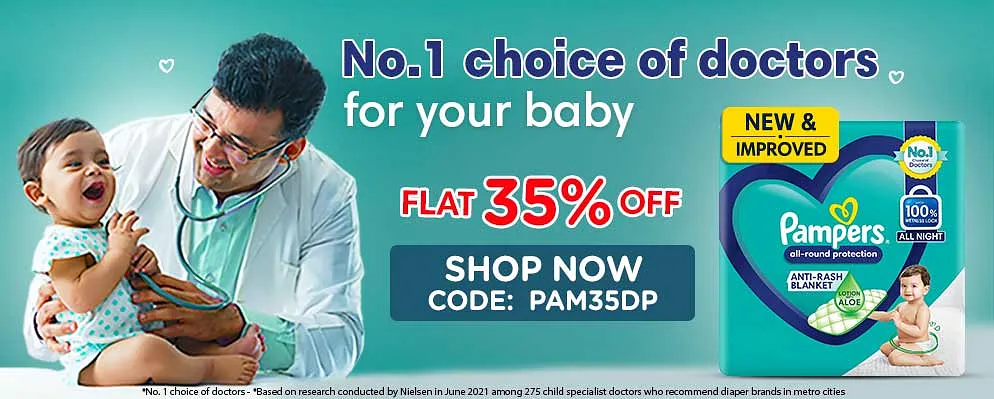 No.1 choice of doctors
for your baby
FLAT 35% OFF
SHOP NOW
CODE: PAM35DP
NEW &
IMPROVED
No.1
Choice of
Doctors
100%
WETNESS LOCK
ALL NIGHT
Pampers
all-round protection
ANTI-RASH
BLANKET
LOTION
ALOE
*No. 1 choice of doctors - *Based on research conducted by Nielsen in June 2021 among 275 child specialist doctors who recommend diaper brands in metro cities